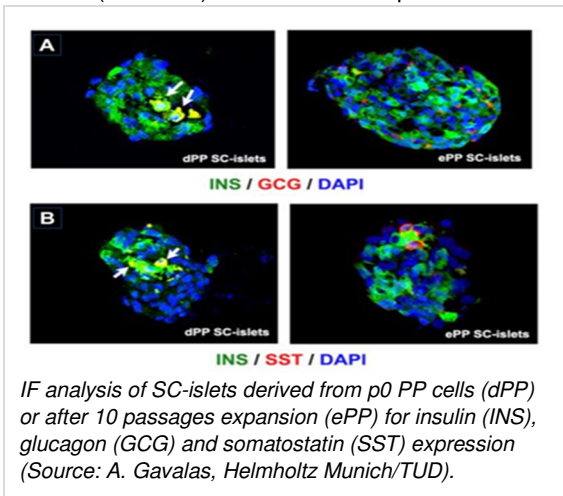 A
dPP SC-islets
ePP SC-islets
INS / GCG / DAPI
B
dPP SC-islets
ePP SC-islets
INS / SST / DAPI
IF analysis of SC-islets derived from p0 PP cells (dPP)
or after 10 passages expansion (ePP) for insulin (INS),
glucagon (GCG) and somatostatin (SST) expression
(Source: A. Gavalas, Helmholtz Munich/TUD).